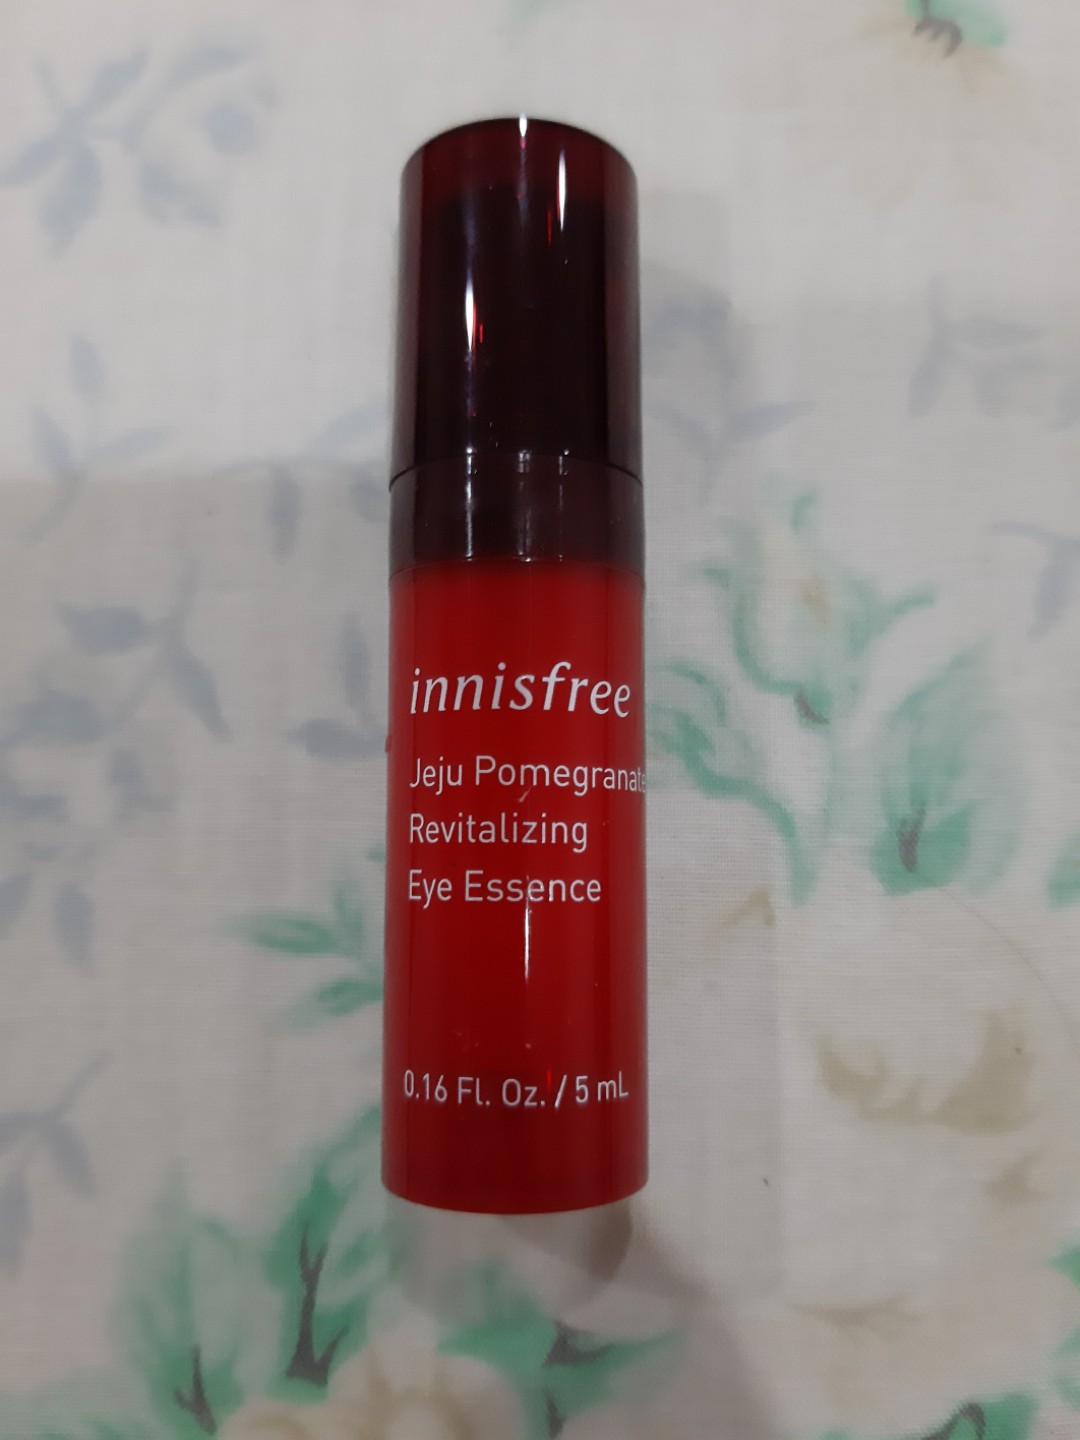 innisfree
Jeju Pomegranate
Revitalizing
Eye Essence
0.16 Fl. Oz. / 5 mL